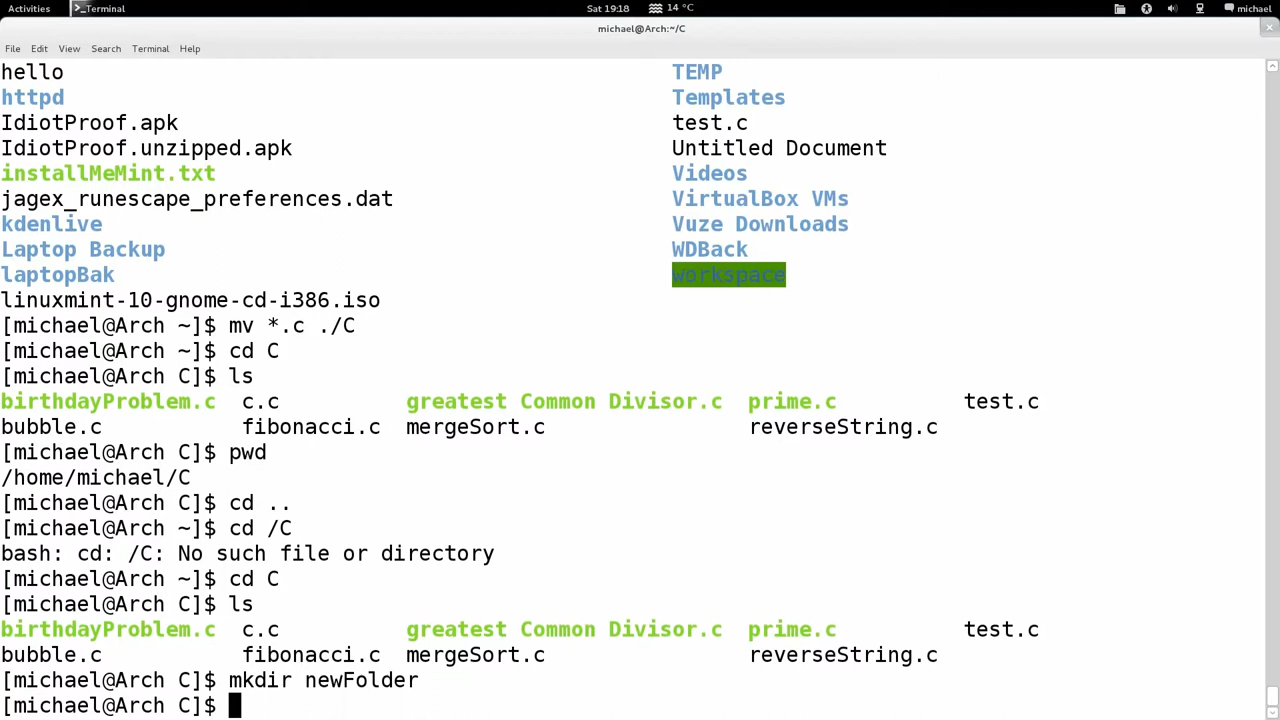 Activities Terminal Sat 19:18 14 °C michael
michael@Arch:~/C
File Edit View Search Terminal Help
hello TEMP
httpd Templates
IdiotProof.apk test.c
IdiotProof.unzipped.apk Untitled Document
installMeMint.txt Videos
jagex_runescape_preferences.dat VirtualBox VMs
kdenlive Vuze Downloads
Laptop Backup WDBack
laptopBak workspace
linuxmint-10-gnome-cd-i386.iso
[michael@Arch ~]$ mv *.c ./C
[michael@Arch ~]$ cd C
[michael@Arch C]$ ls
birthdayProblem.c c.c greatest Common Divisor.c prime.c test.c
bubble.c fibonacci.c mergeSort.c reverseString.c
[michael@Arch C]$ pwd
/home/michael/C
[michael@Arch C]$ cd ..
[michael@Arch ~]$ cd /C
bash: cd: /C: No such file or directory
[michael@Arch ~]$ cd C
[michael@Arch C]$ ls
birthdayProblem.c c.c greatest Common Divisor.c prime.c test.c
bubble.c fibonacci.c mergeSort.c reverseString.c
[michael@Arch C]$ mkdir newFolder
[michael@Arch C]$